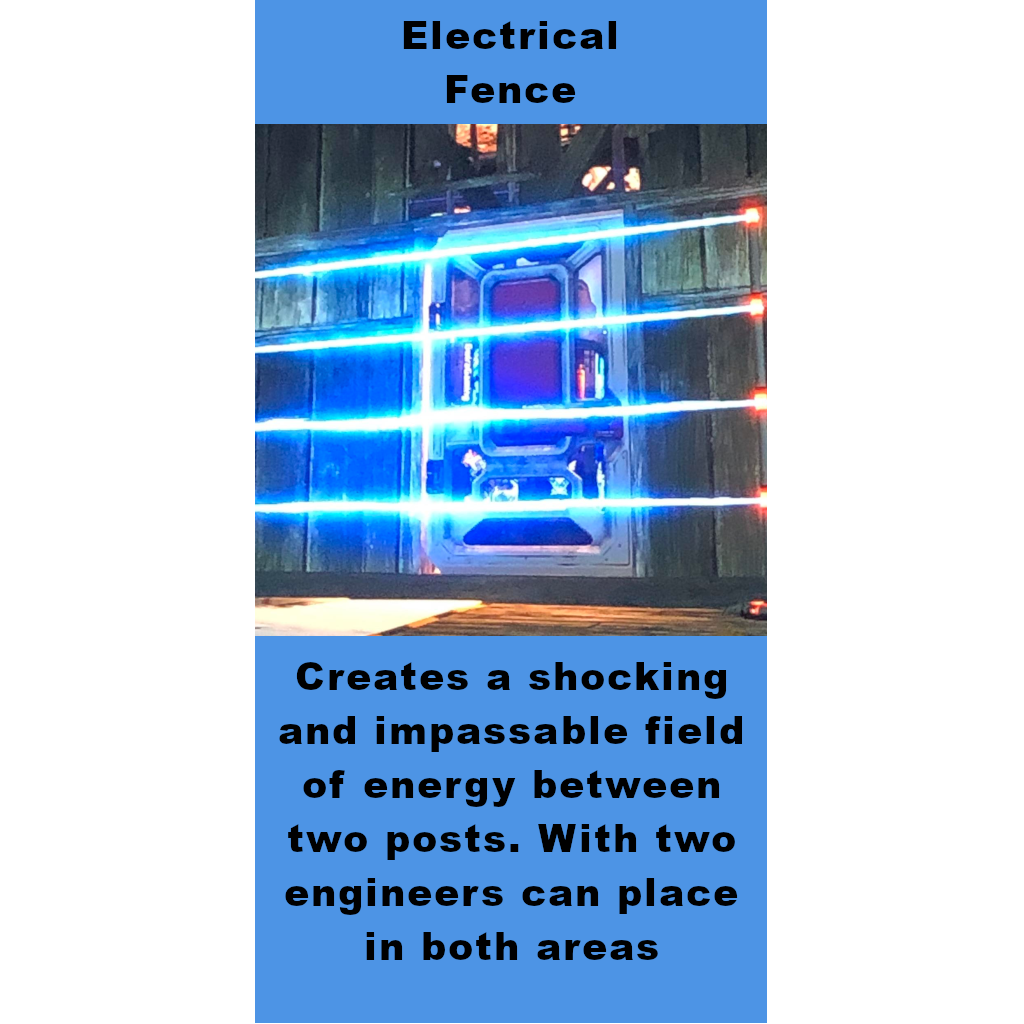 Electrical
Fence
Creates a shocking
and impassable field
of energy between
two posts. With two
engineers can place
in both areas